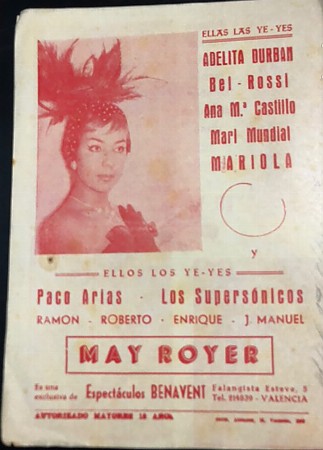 ELLAS LAS YE-YES
ADELITA DURBAN
Bel-Rossi
Ana M.ª Castillo
Mari Mundial
MARIOLA
y
ELLOS LOS YE-YES
Paco Arias · Los Supersónicos
RAMON - ROBERTO - ENRIQUE - J. MANUEL
MAY ROYER
Es una
exclusiva de
Espectáculos BENAVENT
Falangista Esteve, 5
Tel. - VALENCIA
AUTORIZADO MAYORES 18 AÑOS.